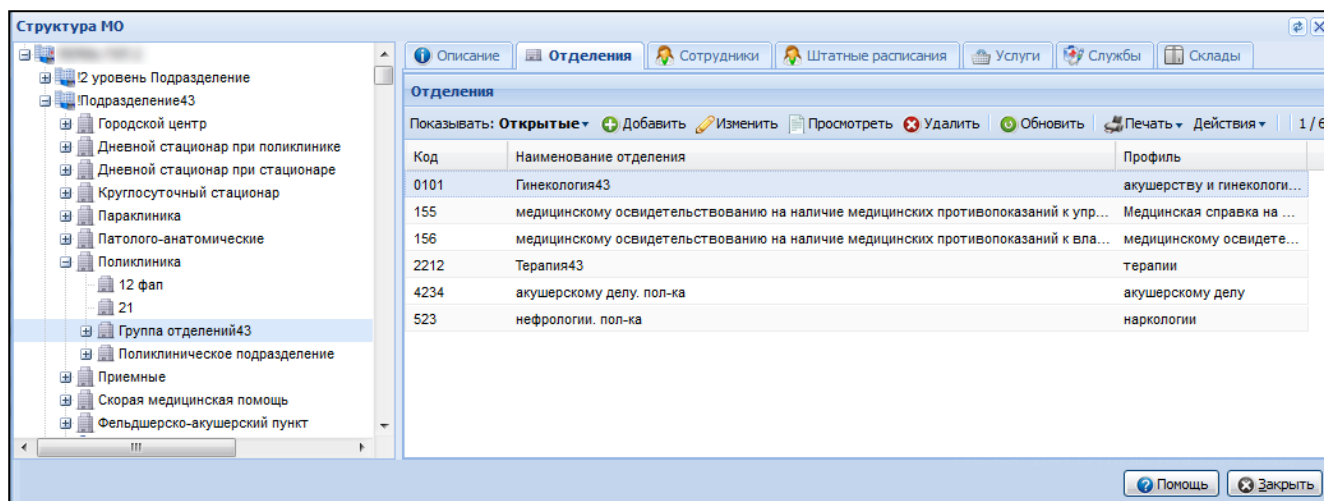 Структура МО
!2 уровень Подразделение
!Подразделение43
Городской центр
Дневной стационар при поликлинике
Дневной стационар при стационаре
Круглосуточный стационар
Параклиника
Патолого-анатомические
Поликлиника
12 фап
21
Группа отделений43
Поликлиническое подразделение
Приемные
Скорая медицинская помощь
Фельдшерско-акушерский пункт
Описание Отделения Сотрудники Штатные расписания Услуги Службы Склады
Отделения
Показывать: Открытые Добавить Изменить Просмотреть Удалить Обновить Печать Действия 1 / 6
Код Наименование отделения Профиль
0101 Гинекология43 акушерству и гинекологи...
155 медицинскому освидетельствованию на наличие медицинских противопоказаний к упр... Медцинская справка на ...
156 медицинскому освидетельствованию на наличие медицинских противопоказаний к вла... медицинскому освидете...
2212 Терапия43 терапии
4234 акушерскому делу. пол-ка акушерскому делу
523 нефрологии. пол-ка наркологии
Помощь Закрыть